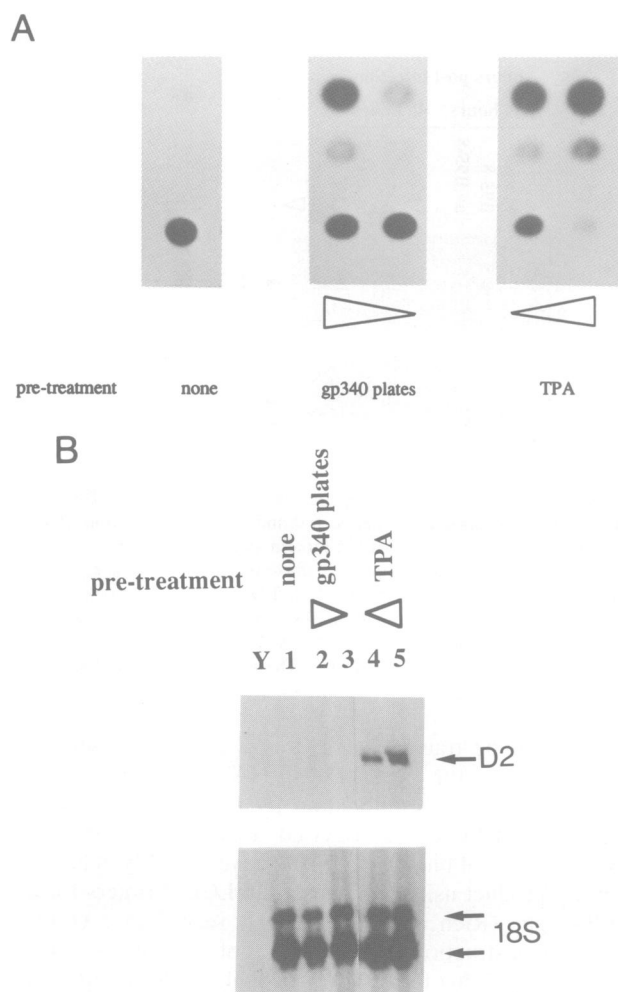 A
pre-treatment none gp340 plates TPA
B
pre-treatment none gp340 plates TPA
Y 1 2 3 4 5
D2
18S